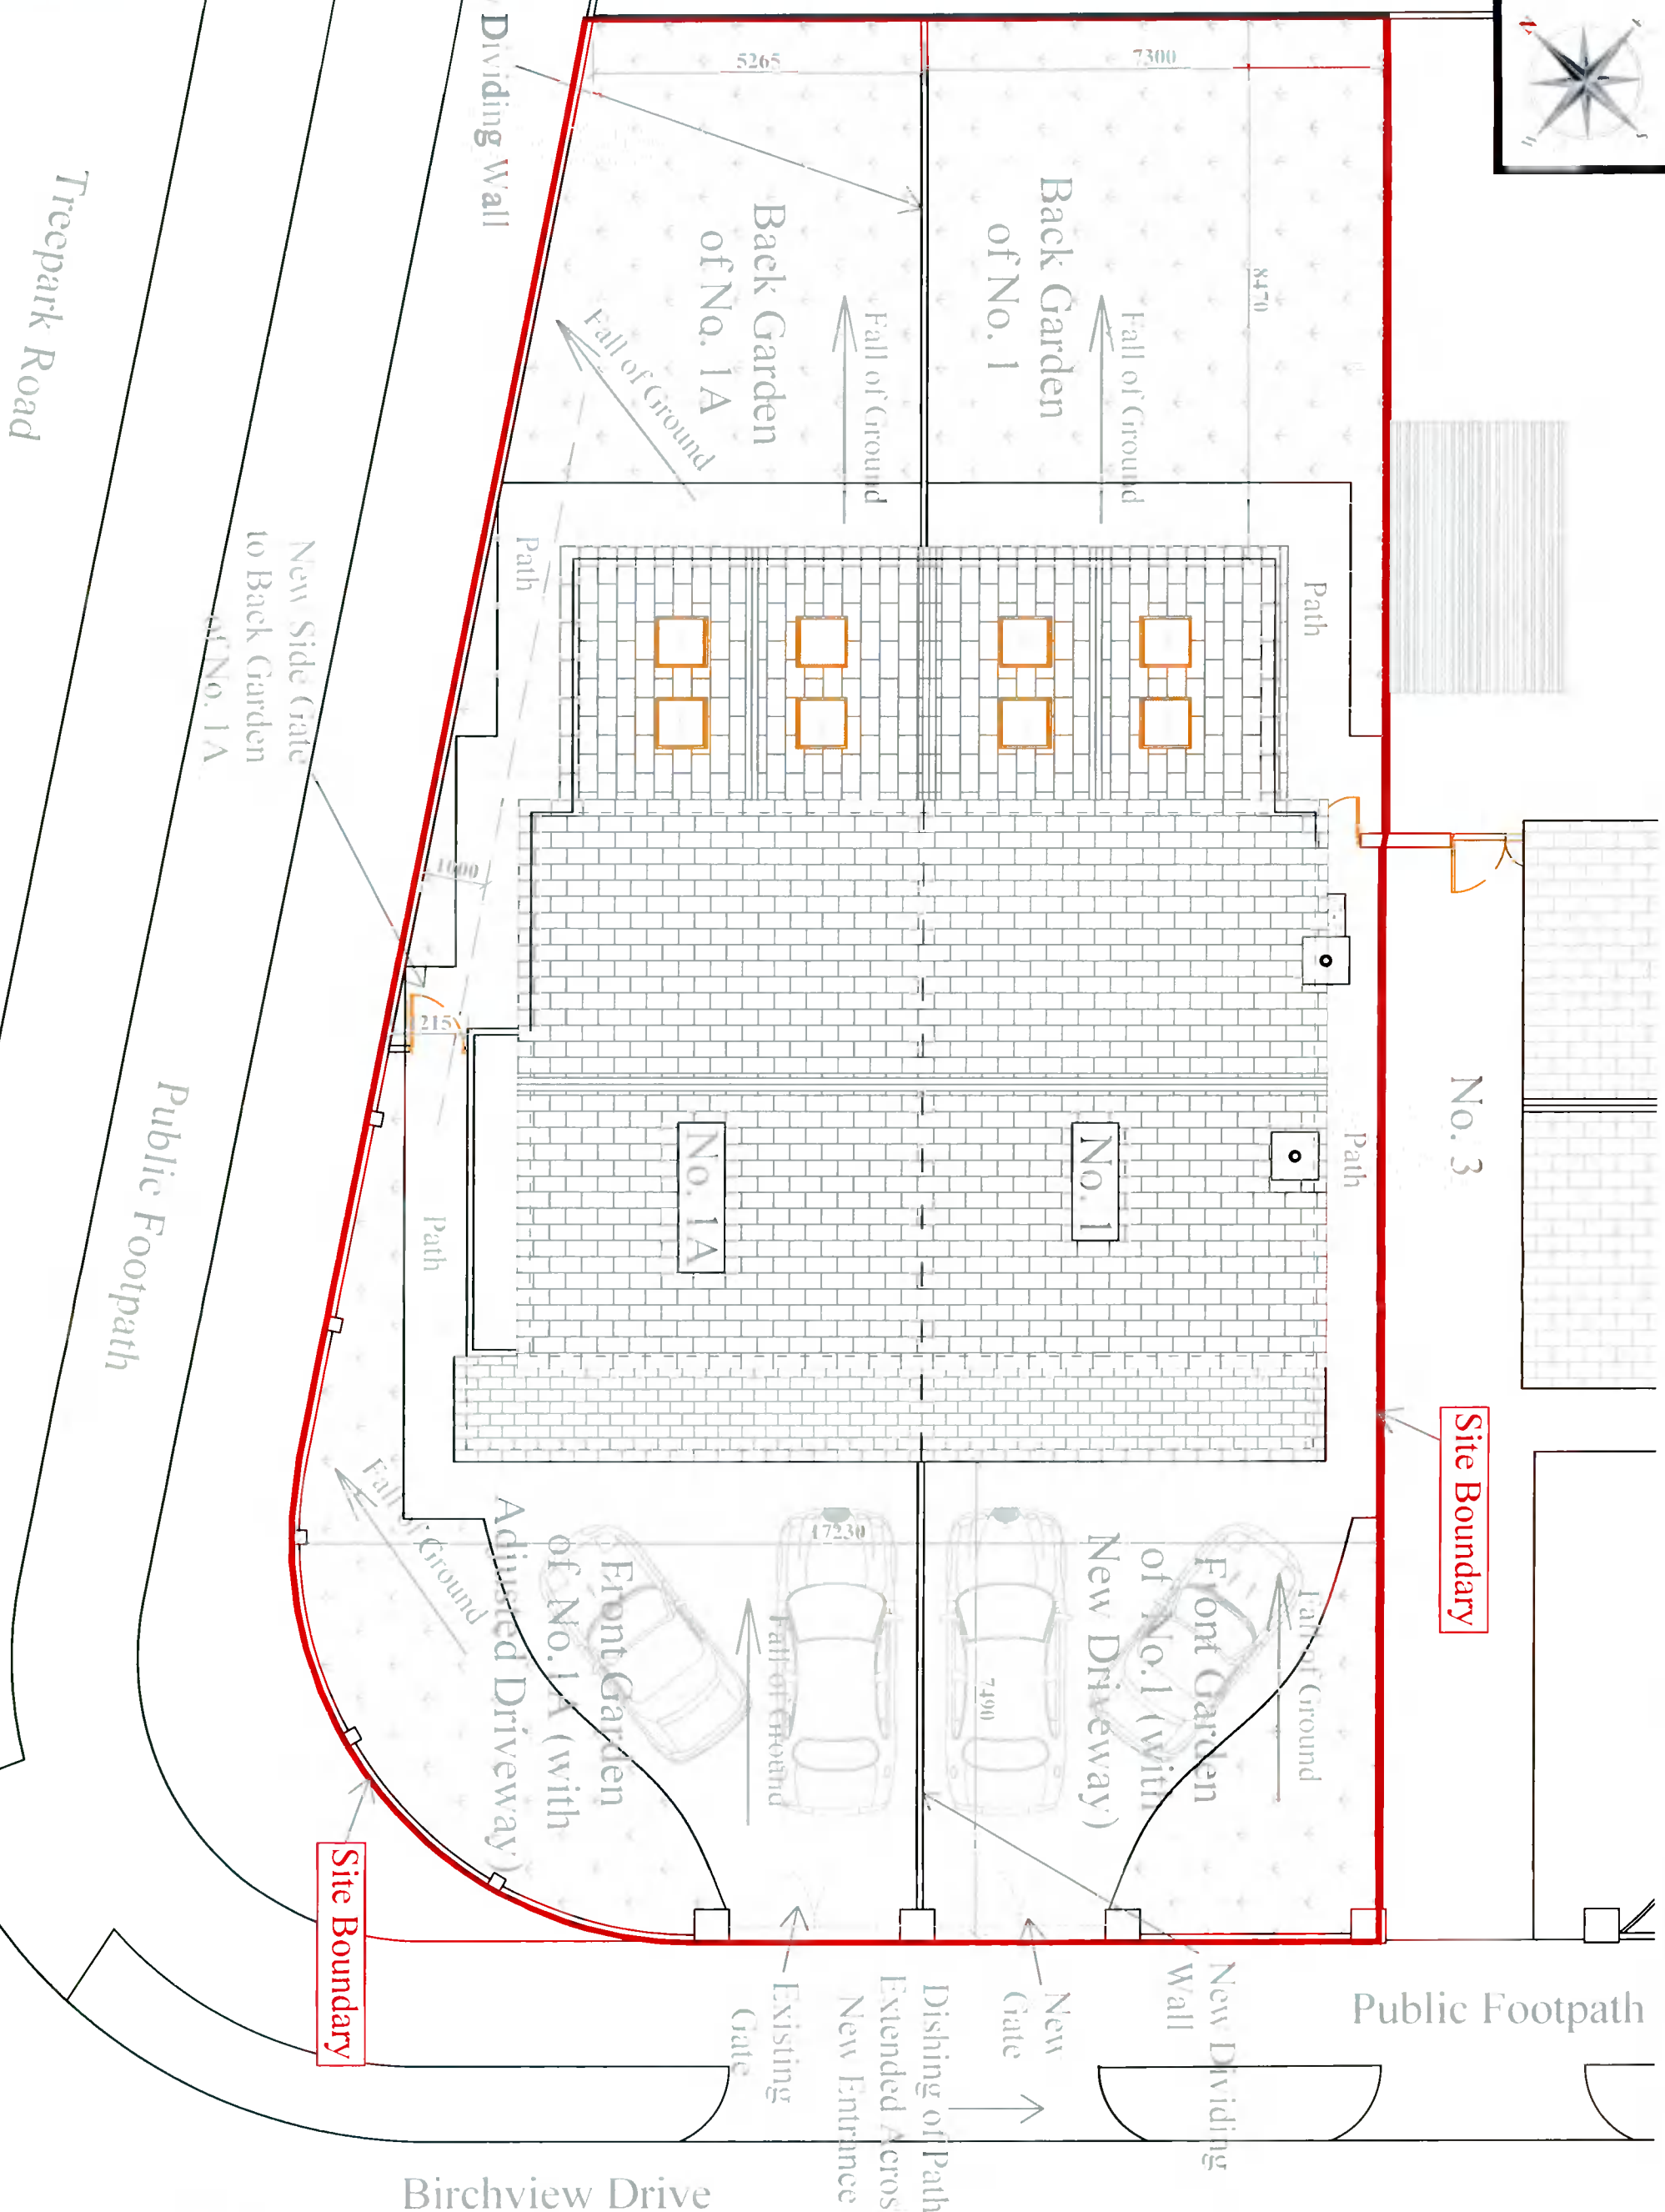 Dividing Wall
5265
7300
8470
Back Garden
of No. 1
Back Garden
of No. 1A
Fall of Ground
Fall of Ground
Fall of Ground
Treepark Road
Path
Path
New Side Gate
to Back Garden
of No. 1A
1600
215
Public Footpath
No. 3
No. 1
No. 1A
Path
Path
Site Boundary
Fall of Ground
17230
Front Garden
of No. 1A (with
Adjusted Driveway)
Fall of Ground
7490
Front Garden
of No. 1 (with
New Driveway)
Fall of Ground
Site Boundary
Existing
Gate
New
Gate
New Dividing
Wall
Dishing of Path
Extended Acros
New Entrance
Public Footpath
Birchview Drive